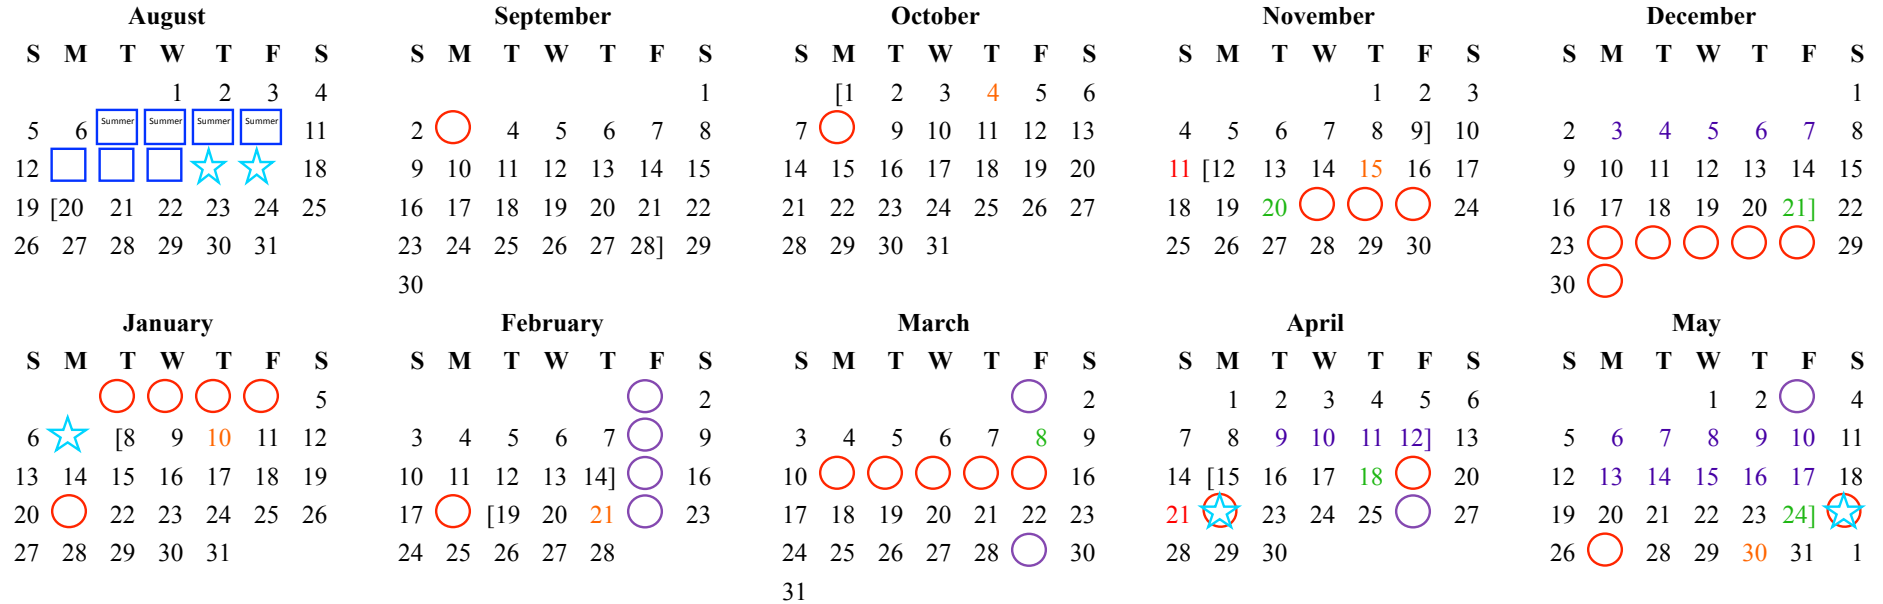 August September October November December
S M T W T F S S M T W T F S S M T W T F S S M T W T F S S M T W T F S
1 2 3 4 1 [1 2 3 4 5 6 1 2 3 1
5 6 Summer Summer Summer Summer 11 2 4 5 6 7 8 7 9 10 11 12 13 4 5 6 7 8 9] 10 2 3 4 5 6 7 8
12 18 9 10 11 12 13 14 15 14 15 16 17 18 19 20 11 [12 13 14 15 16 17 9 10 11 12 13 14 15
19 [20 21 22 23 24 25 16 17 18 19 20 21 22 21 22 23 24 25 26 27 18 19 20 24 16 17 18 19 20 21] 22
26 27 28 29 30 31 23 24 25 26 27 28] 29 28 29 30 31 25 26 27 28 29 30 23 29
30 30
January February March April May
S M T W T F S S M T W T F S S M T W T F S S M T W T F S S M T W T F S
5 2 2 1 2 3 4 5 6 1 2 4
6 [8 9 10 11 12 3 4 5 6 7 9 3 4 5 6 7 8 9 7 8 9 10 11 12] 13 5 6 7 8 9 10 11
13 14 15 16 17 18 19 10 11 12 13 14] 16 10 16 14 [15 16 17 18 20 12 13 14 15 16 17 18
20 22 23 24 25 26 17 [19 20 21 23 17 18 19 20 21 22 23 21 23 24 25 27 19 20 21 22 23 24]
27 28 29 30 31 24 25 26 27 28 24 25 26 27 28 30 28 29 30 26 28 29 30 31 1
31